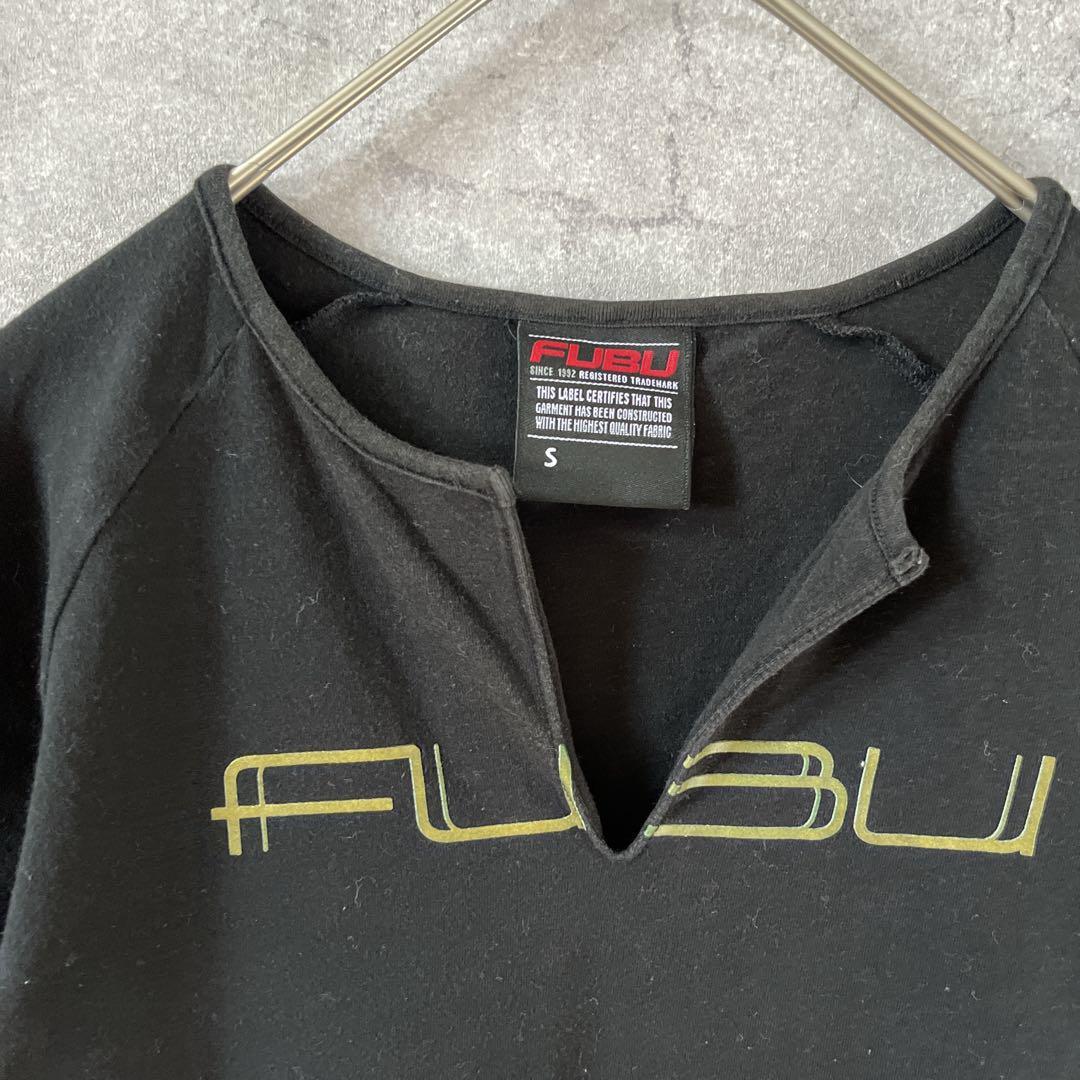 FUBU
SINCE 1992 REGISTERED TRADEMARK
THIS LABEL CERTIFIES THAT THIS
GARMENT HAS BEEN CONSTRUCTED
WITH THE HIGHEST QUALITY FABRIC
S
FUBU